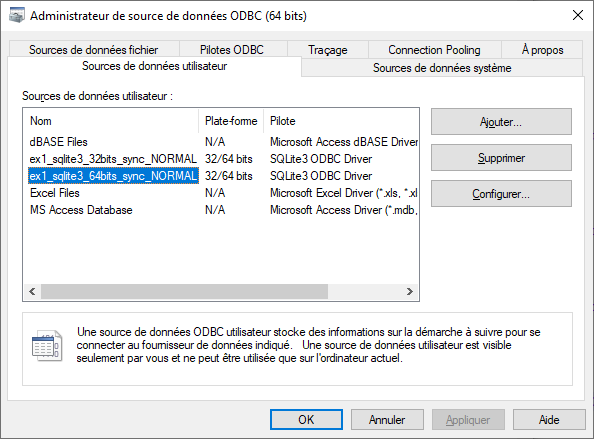 Administrateur de source de données ODBC (64 bits)
Sources de données fichier Pilotes ODBC Traçage Connection Pooling À propos
Sources de données utilisateur Sources de données système
Sources de données utilisateur :
Nom Plate-forme Pilote
dBASE Files N/A Microsoft Access dBASE Driver
ex1_sqlite3_32bits_sync_NORMAL 32/64 bits SQLite3 ODBC Driver
ex1_sqlite3_64bits_sync_NORMAL 32/64 bits SQLite3 ODBC Driver
Excel Files N/A Microsoft Excel Driver (*.xls, *.xl
MS Access Database N/A Microsoft Access Driver (*.mdb,
Ajouter...
Supprimer
Configurer...
Une source de données ODBC utilisateur stocke des informations sur la démarche à suivre pour se
connecter au fournisseur de données indiqué. Une source de données utilisateur est visible
seulement par vous et ne peut être utilisée que sur l'ordinateur actuel.
OK Annuler Appliquer Aide